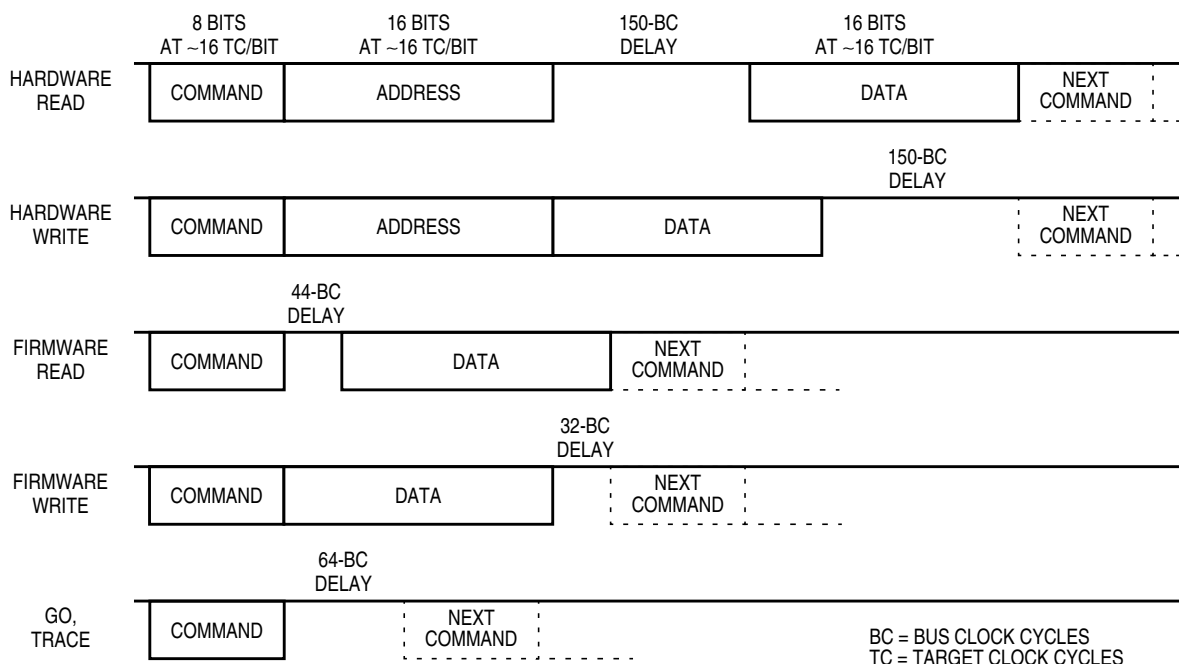 8 BITS
AT ~16 TC/BIT
16 BITS
AT ~16 TC/BIT
150-BC
DELAY
16 BITS
AT ~16 TC/BIT
HARDWARE
READ
COMMAND
ADDRESS
DATA
NEXT
COMMAND
150-BC
DELAY
HARDWARE
WRITE
COMMAND
ADDRESS
DATA
NEXT
COMMAND
44-BC
DELAY
FIRMWARE
READ
COMMAND
DATA
NEXT
COMMAND
32-BC
DELAY
FIRMWARE
WRITE
COMMAND
DATA
NEXT
COMMAND
64-BC
DELAY
GO,
TRACE
COMMAND
NEXT
COMMAND
BC = BUS CLOCK CYCLES
TC = TARGET CLOCK CYCLES